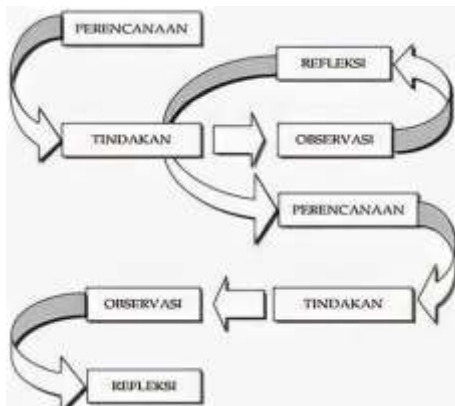 PERENCANAAN
REFLEKSI
TINDAKAN
OBSERVASI
PERENCANAAN
OBSERVASI
TINDAKAN
REFLEKSI